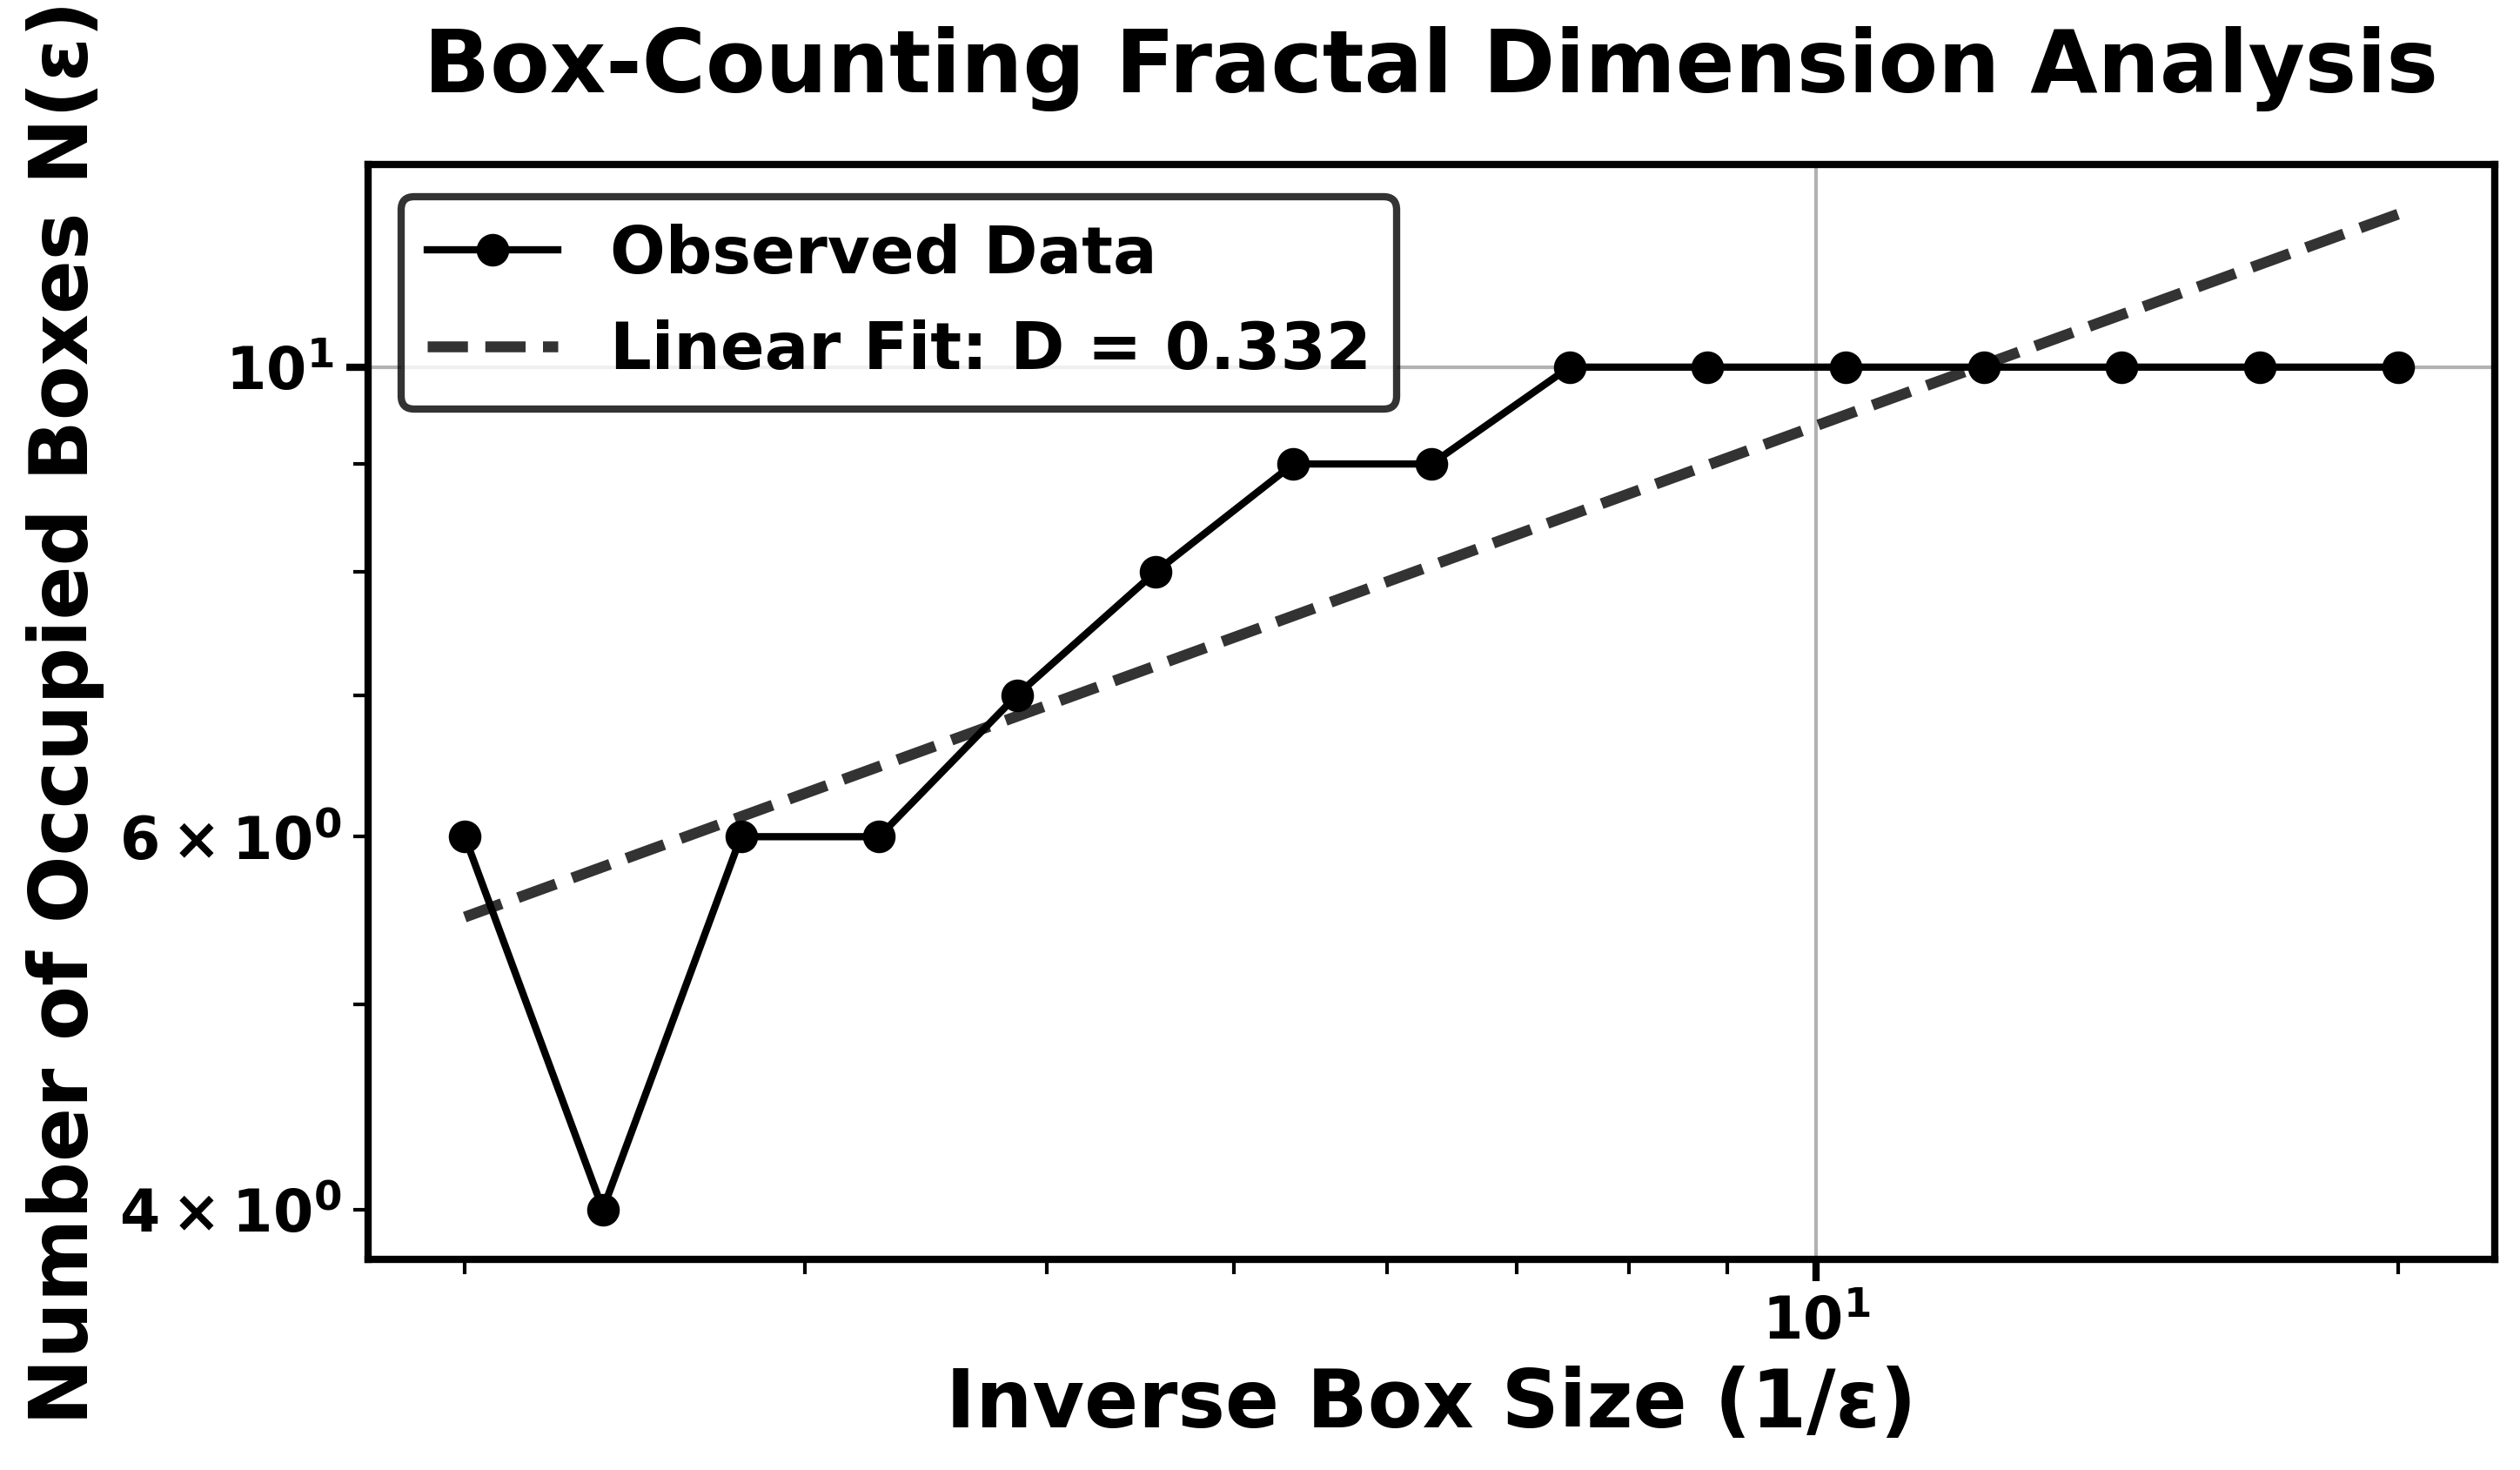 Box-Counting Fractal Dimension Analysis
Number of Occupied Boxes N(ε)
Observed Data
Linear Fit: D = 0.332
10¹
6 × 10⁰
4 × 10⁰
10¹
Inverse Box Size (1/ε)